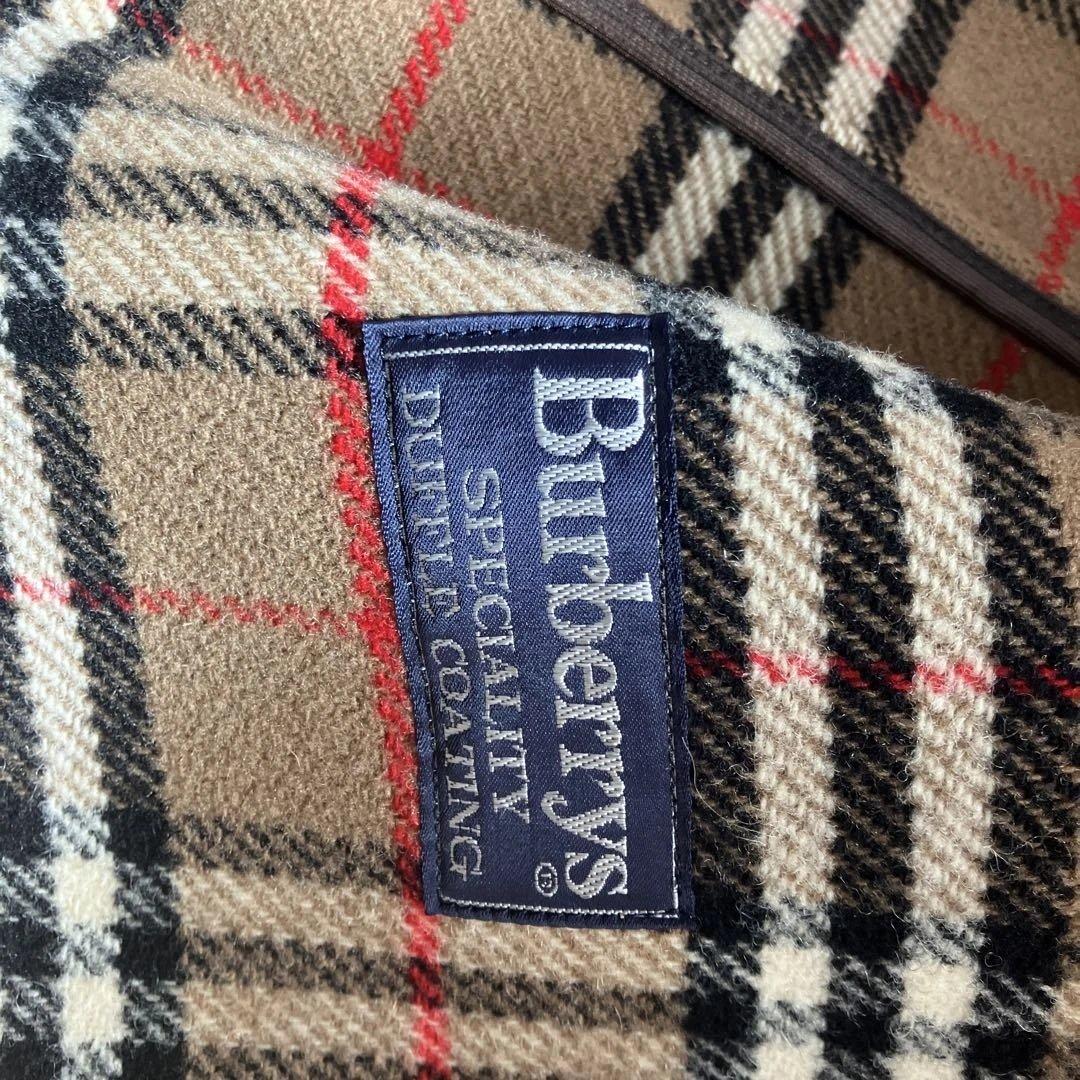 Burberrys®
SPECIALITY
DUFFLE COATING